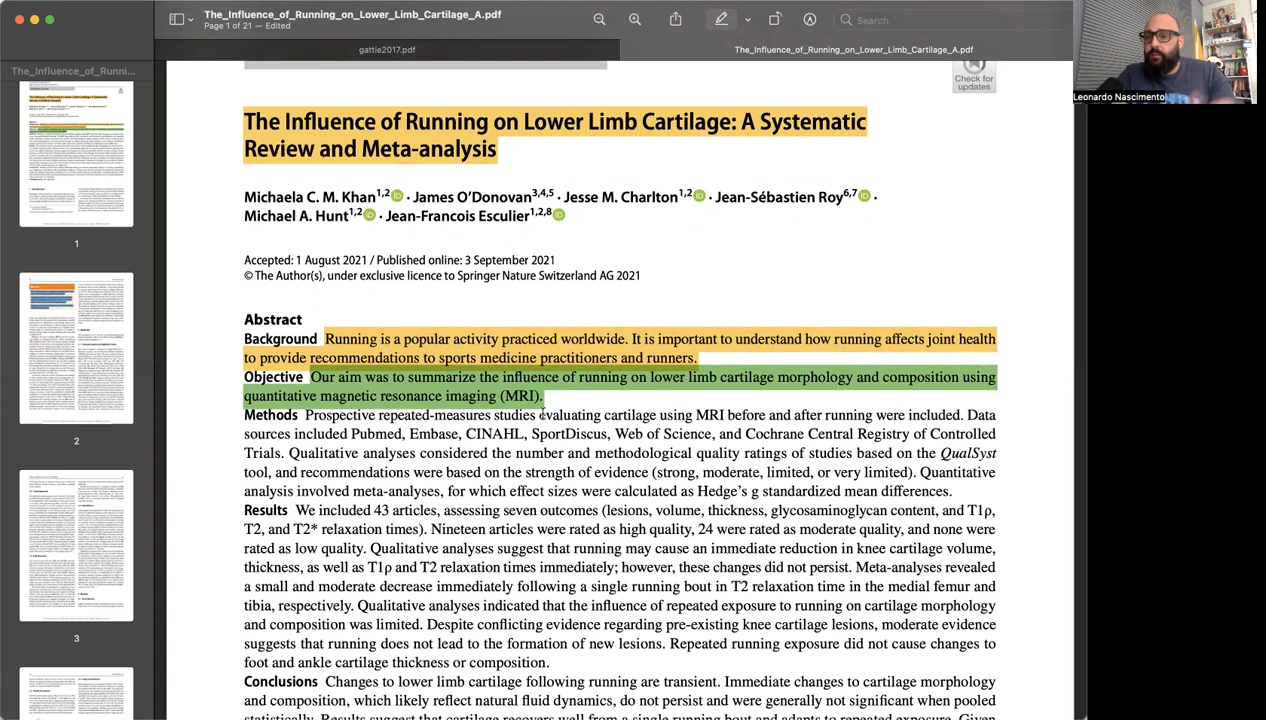 The_Influence_of_Running_on_Lower_Limb_Cartilage_A.pdf
Page 1 of 21 — Edited
Search
gattie2017.pdf
The_Influence_of_Running_on_Lower_Limb_Cartilage_A.pdf
The_Influence_of_Runni...
Leonardo Nascimento
Check for
updates
The Influence of Running on Lower Limb Cartilage: A Systematic
Review and Meta-analysis
Michael C. M. Khan1,2 · James O'Donovan · Jesse M. Charlton1,2 · Jean-Sébastien Roy6,7 ·
Michael A. Hunt1,2 · Jean-Francois Esculier1,2,8
Accepted: 1 August 2021 / Published online: 3 September 2021
© The Author(s), under exclusive licence to Springer Nature Switzerland AG 2021
Abstract
Background Running is a popular activity practiced worldwide. It is important to understand how running affects joint health
to provide recommendations to sports medicine practitioners and runners.
Objective Our aim was to summarize the influence of running on lower limb cartilage morphology and composition using
quantitative magnetic resonance imaging (MRI).
Methods Prospective repeated-measures studies evaluating cartilage using MRI before and after running were included. Data
sources included Pubmed, Embase, CINAHL, SportDiscus, Web of Science, and Cochrane Central Registry of Controlled
Trials. Qualitative analyses considered the number and methodological quality ratings of studies based on the QualSyst
tool, and recommendations were based on the strength of evidence (strong, moderate, limited, or very limited). Quantitative
analysis involved meta-analyses, for which effect sizes were calculated as Hedge's g standardized mean differences.
Results We included 43 articles, assessing seven outcomes (lesions, volume, thickness, glycosaminoglycan content, and T1ρ,
T2, and T2* relaxation times). Nineteen articles were rated as high quality, 24 were rated as moderate quality, and none were
rated as low quality. Qualitative analyses suggest that running may cause an immediate reduction in knee cartilage volume,
thickness, as well as T1ρ and T2 relaxation times immediately; however, these changes did not persist. Meta-analyses revealed
a small and moderate decrease immediately following a single running bout in T2 relaxation time in the medial femur and
tibia, respectively. Qualitative analyses indicated that the influence of repeated exposure to running on cartilage morphology
and composition was limited. Despite conflicting evidence regarding pre-existing knee cartilage lesions, moderate evidence
suggests that running does not lead to the formation of new lesions. Repeated running exposure did not cause changes to
foot and ankle cartilage thickness or composition.
Conclusions Changes to lower limb cartilage following running are transient. Immediate changes to cartilage morphology
and composition, which likely reflect natural fluid dynamics, do not persist and were generally not significant when pooled
statistically. Results suggest that cartilage recovers well from a single running bout and adapts to repeated exposure. Given
1
2
3